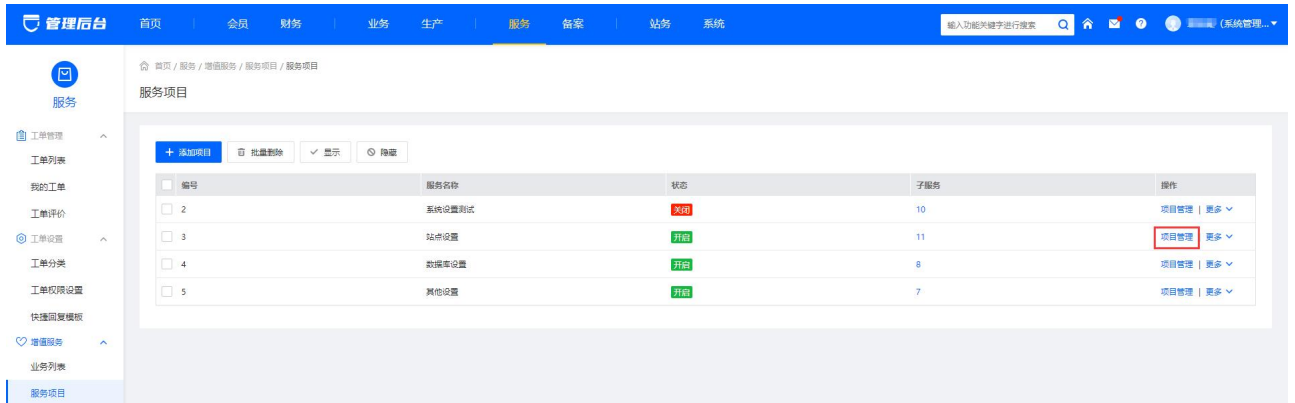 管理后台 首页 会员 财务 业务 生产 服务 备案 站务 系统 输入功能关键字进行搜索 (系统管理...
服务
首页 / 服务 / 增值服务 / 服务项目 / 服务项目
服务项目
工单管理
工单列表
我的工单
工单评价
工单设置
工单分类
工单权限设置
快捷回复模板
增值服务
业务列表
服务项目
添加项目 批量删除 显示 隐藏
编号 服务名称 状态 子服务 操作
2 系统设置测试 关闭 10 项目管理 | 更多
3 站点设置 开启 11 项目管理 更多
4 数据库设置 开启 8 项目管理 | 更多
5 其他设置 开启 7 项目管理 | 更多